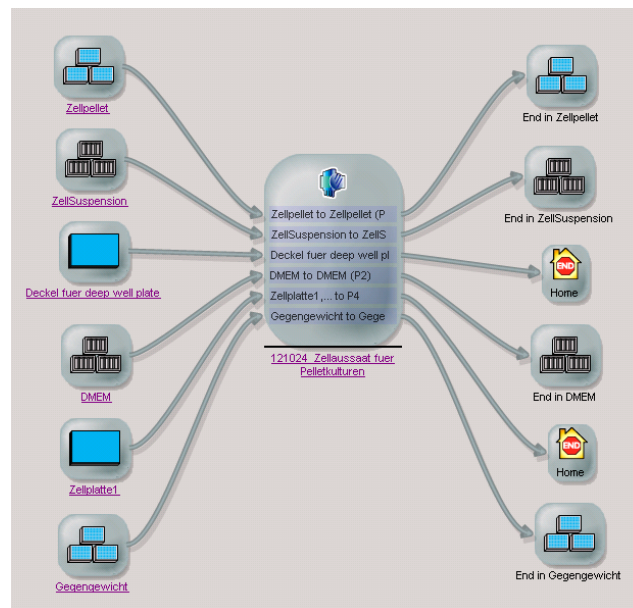 Zellpellet
ZellSuspension
Deckel fuer deep well plate
DMEM
Zellplatte1
Gegengewicht
Zellpellet to Zellpellet (P
ZellSuspension to ZellS
Deckel fuer deep well pl
DMEM to DMEM (P2)
Zellplatte1,... to P4
Gegengewicht to Gege
121024_Zellaussaat fuer
Pelletkulturen
End in Zellpellet
End in ZellSuspension
END
Home
End in DMEM
END
Home
End in Gegengewicht